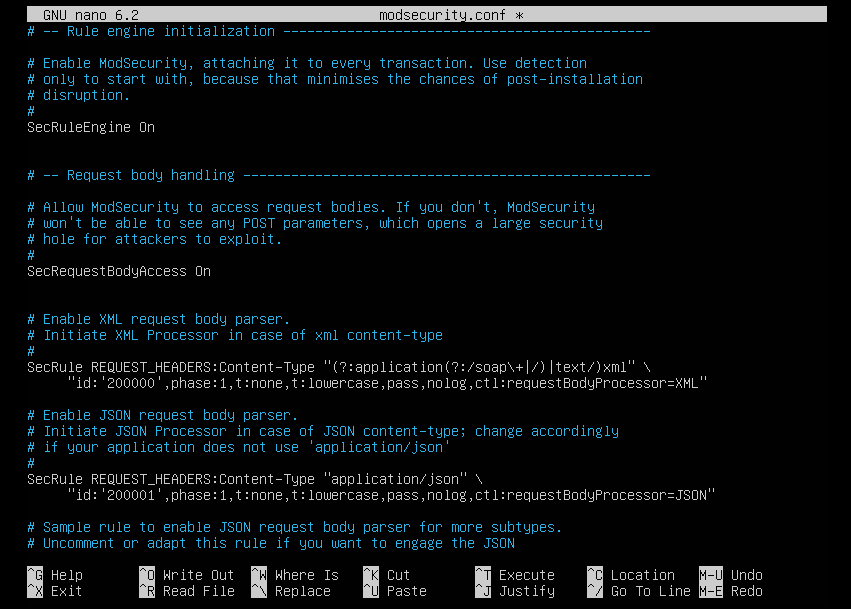 GNU nano 6.2 modsecurity.conf *
# -- Rule engine initialization ----------------------------------------------
# Enable ModSecurity, attaching it to every transaction. Use detection
# only to start with, because that minimises the chances of post-installation
# disruption.
#
SecRuleEngine On
# -- Request body handling ---------------------------------------------------
# Allow ModSecurity to access request bodies. If you don't, ModSecurity
# won't be able to see any POST parameters, which opens a large security
# hole for attackers to exploit.
#
SecRequestBodyAccess On
# Enable XML request body parser.
# Initiate XML Processor in case of xml content-type
#
SecRule REQUEST_HEADERS:Content-Type "(?:application(?:/soap\+|/)|text/)xml" \
"id:'200000',phase:1,t:none,t:lowercase,pass,nolog,ctl:requestBodyProcessor=XML"
# Enable JSON request body parser.
# Initiate JSON Processor in case of JSON content-type; change accordingly
# if your application does not use 'application/json'
#
SecRule REQUEST_HEADERS:Content-Type "application/json" \
"id:'200001',phase:1,t:none,t:lowercase,pass,nolog,ctl:requestBodyProcessor=JSON"
# Sample rule to enable JSON request body parser for more subtypes.
# Uncomment or adapt this rule if you want to engage the JSON
^G Help ^O Write Out ^W Where Is ^K Cut ^T Execute ^C Location M-U Undo
^X Exit ^R Read File ^\ Replace ^U Paste ^J Justify ^/ Go To Line M-E Redo